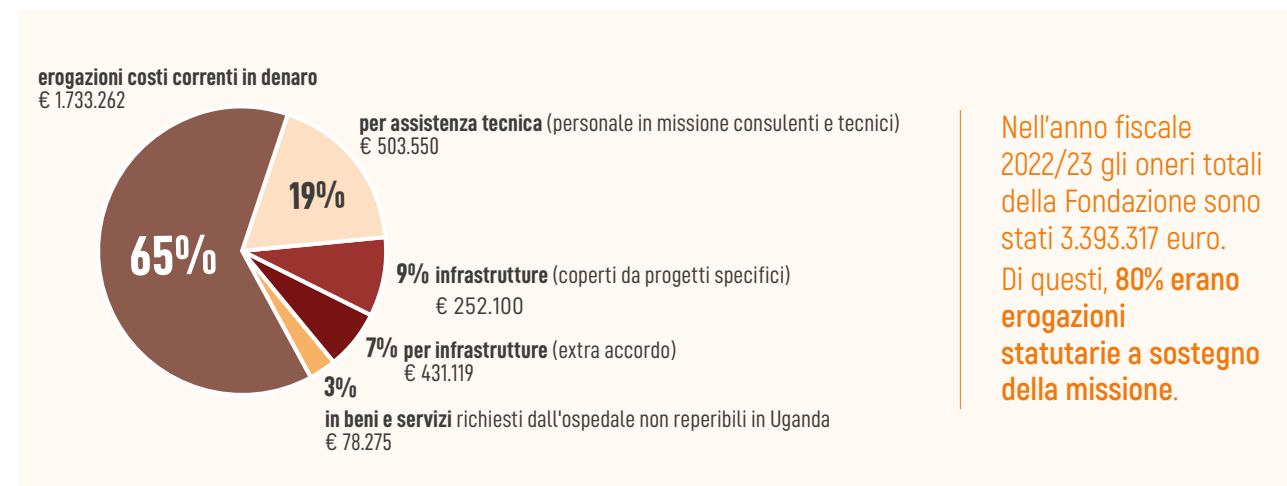 erogazioni costi correnti in denaro
€ 1.733.262
per assistenza tecnica (personale in missione consulenti e tecnici)
€ 503.550
19%
65%
9% infrastrutture (coperti da progetti specifici)
€ 252.100
7% per infrastrutture (extra accordo)
€ 431.119
3%
in beni e servizi richiesti dall'ospedale non reperibili in Uganda
€ 78.275
Nell'anno fiscale
2022/23 gli oneri totali
della Fondazione sono
stati 3.393.317 euro.
Di questi, 80% erano
erogazioni
statutarie a sostegno
della missione.